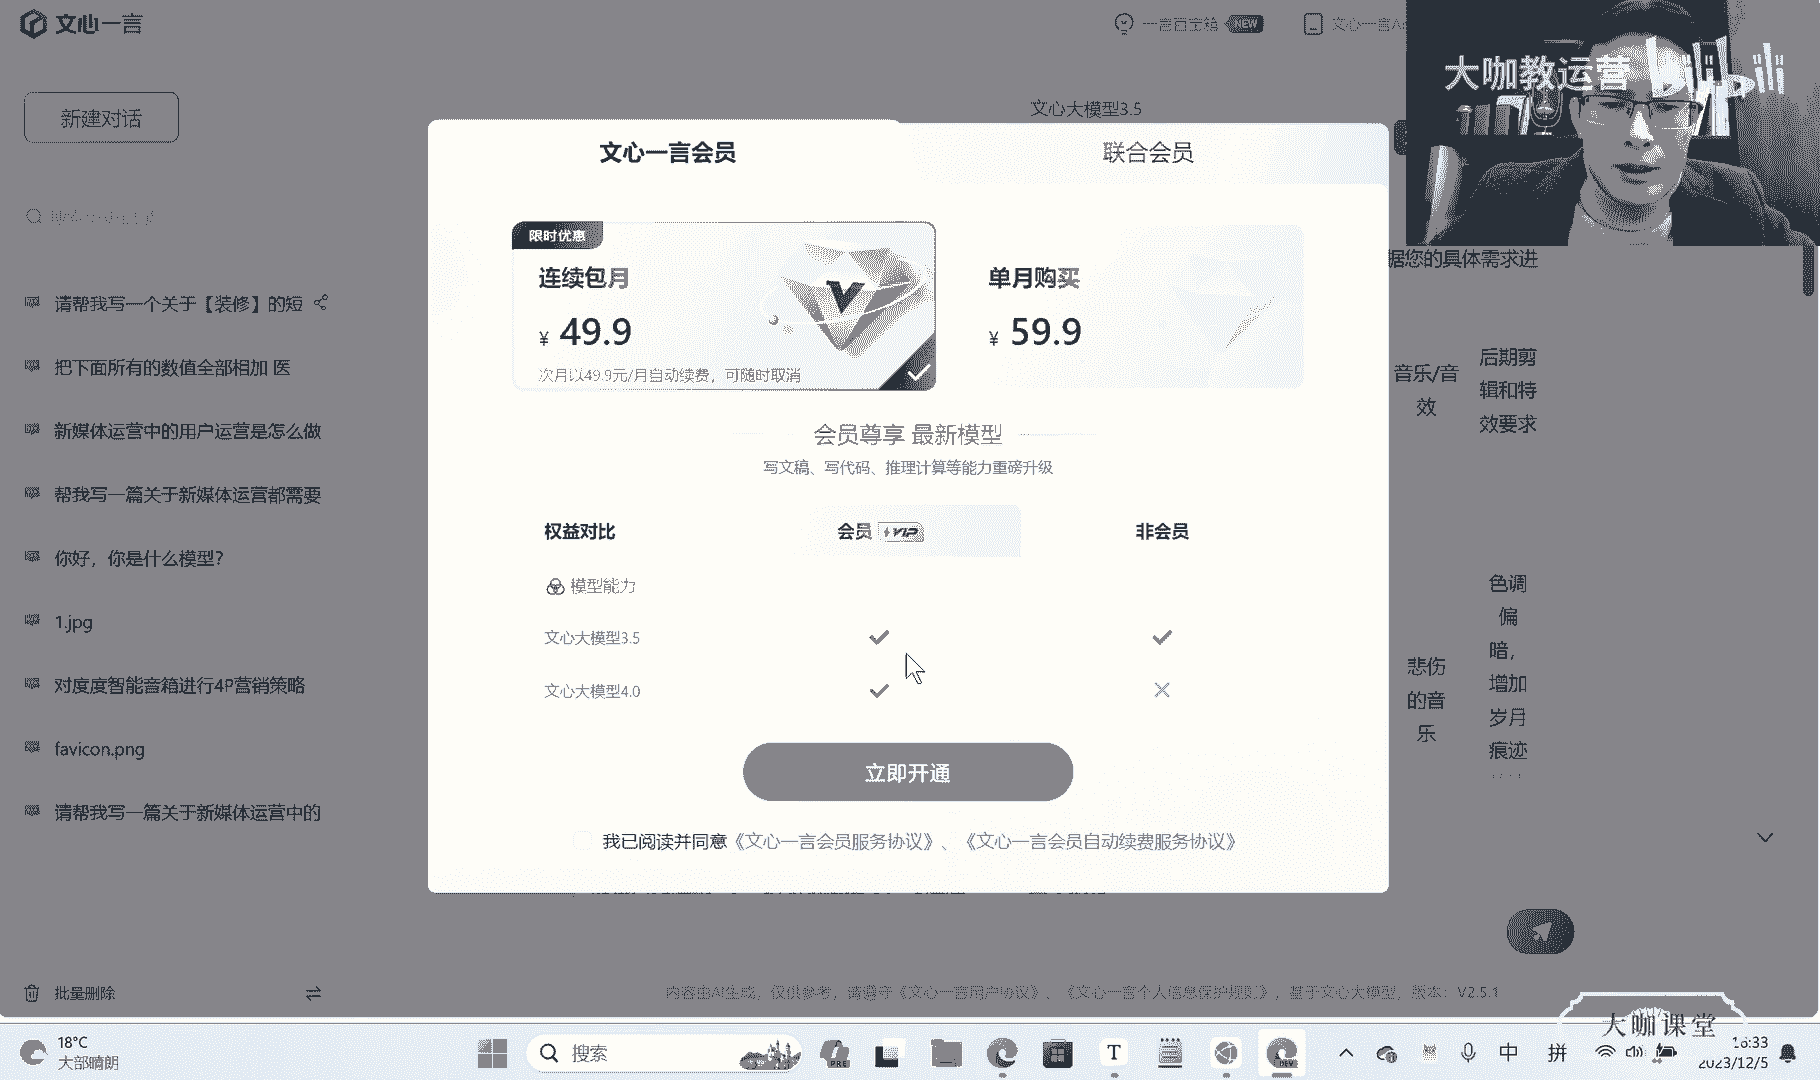 文心一言
一言百宝箱 NEW
文心一言A
大咖教运营 bilibili
新建对话
文心大模型3.5
文心一言会员
联合会员
限时优惠
连续包月
¥ 49.9
次月以49.9元/月自动续费，可随时取消
单月购买
¥ 59.9
据您的具体需求进
请帮我写一个关于【装修】的短
把下面所有的数值全部相加 医
新媒体运营中的用户运营是怎么做
帮我写一篇关于新媒体运营都需要
你好，你是什么模型？
1.jpg
对度度智能音箱进行4P营销策略
favicon.png
请帮我写一篇关于新媒体运营中的
会员尊享 最新模型
写文稿、写代码、推理计算等能力重磅升级
权益对比
会员 VIP
非会员
模型能力
文心大模型3.5
文心大模型4.0
立即开通
我已阅读并同意《文心一言会员服务协议》、《文心一言会员自动续费服务协议》
音乐/音
效
后期剪
辑和特
效要求
悲伤
的音
乐
色调
偏
暗，
增加
岁月
痕迹
批量删除
内容由AI生成，仅供参考，请遵守《文心一言用户协议》、《文心一言个人信息保护规则》，基于文心大模型，版本：V2.5.1
大咖课堂
18°C
大部晴朗
搜索
PRE
T
DEV
中
拼
16:33
2023/12/5